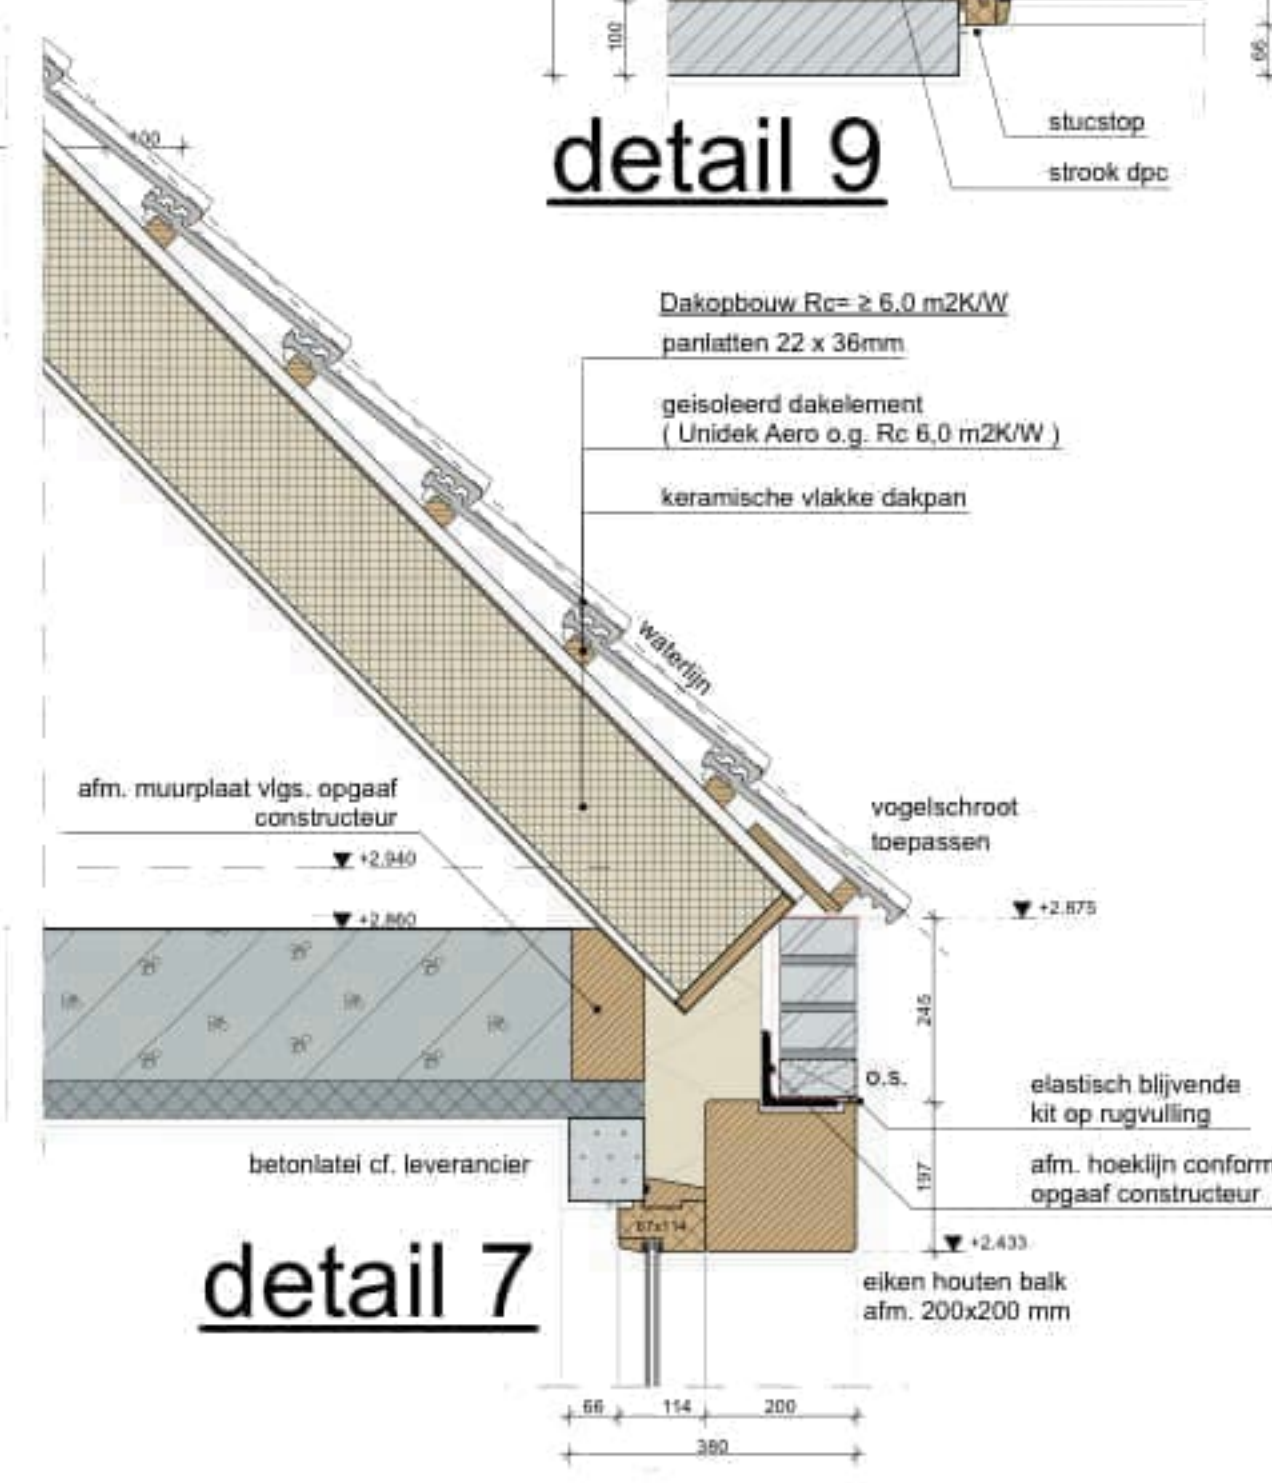 100
66
stucstop
strook dpc
detail 9
400
Dakopbouw Rc= ≥ 6,0 m2K/W
panlatten 22 x 36mm
geisoleerd dakelement
( Unidek Aero o.g. Rc 6,0 m2K/W )
keramische vlakke dakpan
waterlijn
afm. muurplaat vlgs. opgaaf
constructeur
vogelschroot
toepassen
+2.940
+2.860
+2.875
245
o.s.
elastisch blijvende
kit op rugvulling
betonlatei cf. leverancier
afm. hoeklijn conform
opgaaf constructeur
197
67x114
+2.433
detail 7
eiken houten balk
afm. 200x200 mm
66
114
200
380